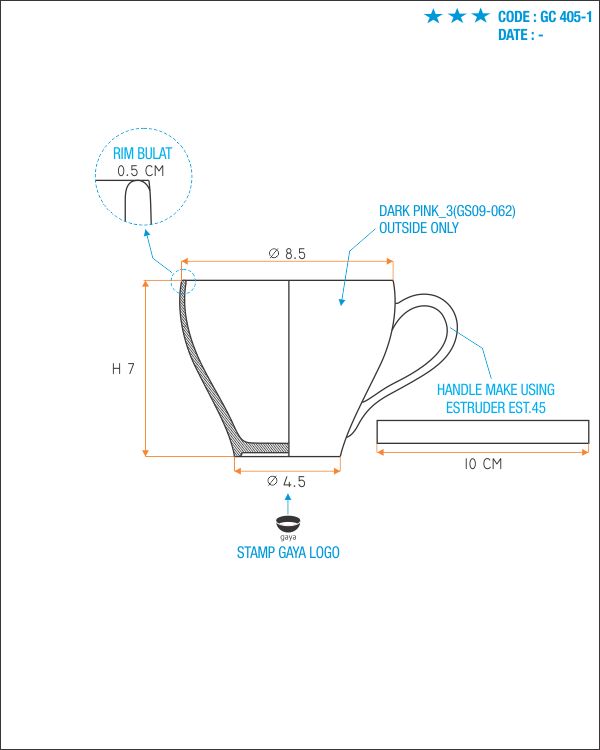 ★ ★ ★ CODE : GC 405-1
DATE : -
RIM BULAT
0.5 CM
DARK PINK_3(GS09-062)
OUTSIDE ONLY
Ø 8.5
H 7
HANDLE MAKE USING
ESTRUDER EST.45
10 CM
Ø 4.5
gaya
STAMP GAYA LOGO